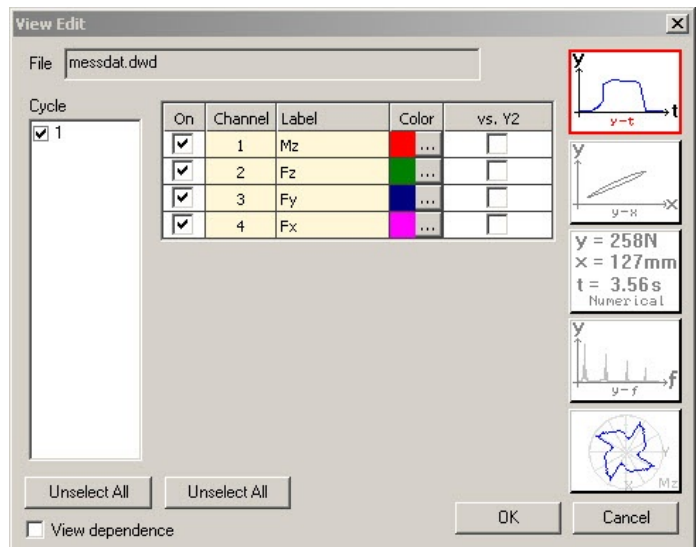 View Edit
File messdat.dwd
Cycle
1
On Channel Label Color vs. Y2
1 Mz ...
2 Fz ...
3 Fy ...
4 Fx ...
y
t
y-t
y
x
y-x
y = 258N
x = 127mm
t = 3.56s
Numerical
y
f
y-f
Y
X
Mz
Unselect All Unselect All
View dependence
OK Cancel